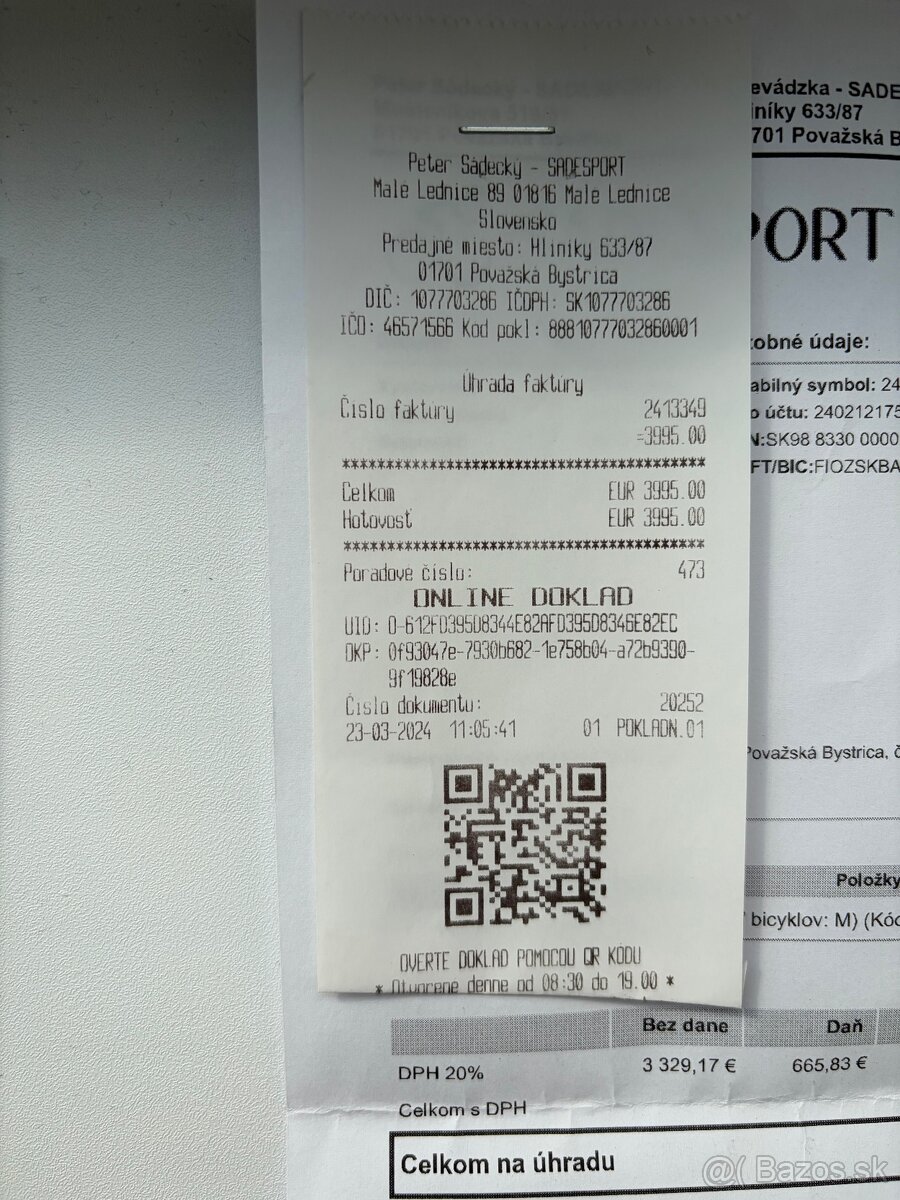 Peter Sádecký - SADESPORT
Malé Lednice 89 01816 Malé Lednice
Slovensko
Predajné miesto: Hliníky 633/87
01701 Považská Bystrica
DIČ: 1077703286 IČDPH: SK1077703286
IČO: 46571566 Kod pokl: 88810777032860001
Úhrada faktúry
Číslo faktúry 2413349
=3995.00
****************************************
Celkom EUR 3995.00
Hotovosť EUR 3995.00
****************************************
Poradové číslo: 473
ONLINE DOKLAD
UID: O-612FD395D8344E82AFD395D8346E82EC
OKP: 0f93047e-7930b682-1e758b04-a72b9390-
9f19828e
Číslo dokumentu: 20252
23-03-2024 11:05:41 01 POKLADN.01
OVERTE DOKLAD POMOCOU QR KÓDU
* Otvorene denne od 08:30 do 19.00 *
evádzka - SADE
iníky 633/87
701 Považská B
PORT
obné údaje:
abilný symbol: 24
o účtu: 240212175
N:SK98 8330 0000
FT/BIC:FIOZSKBA
Považská Bystrica, č
Položky
bicyklov: M) (Kód
Bez dane Daň
DPH 20% 3 329,17 € 665,83 €
Celkom s DPH
Celkom na úhradu
@( Bazos.sk